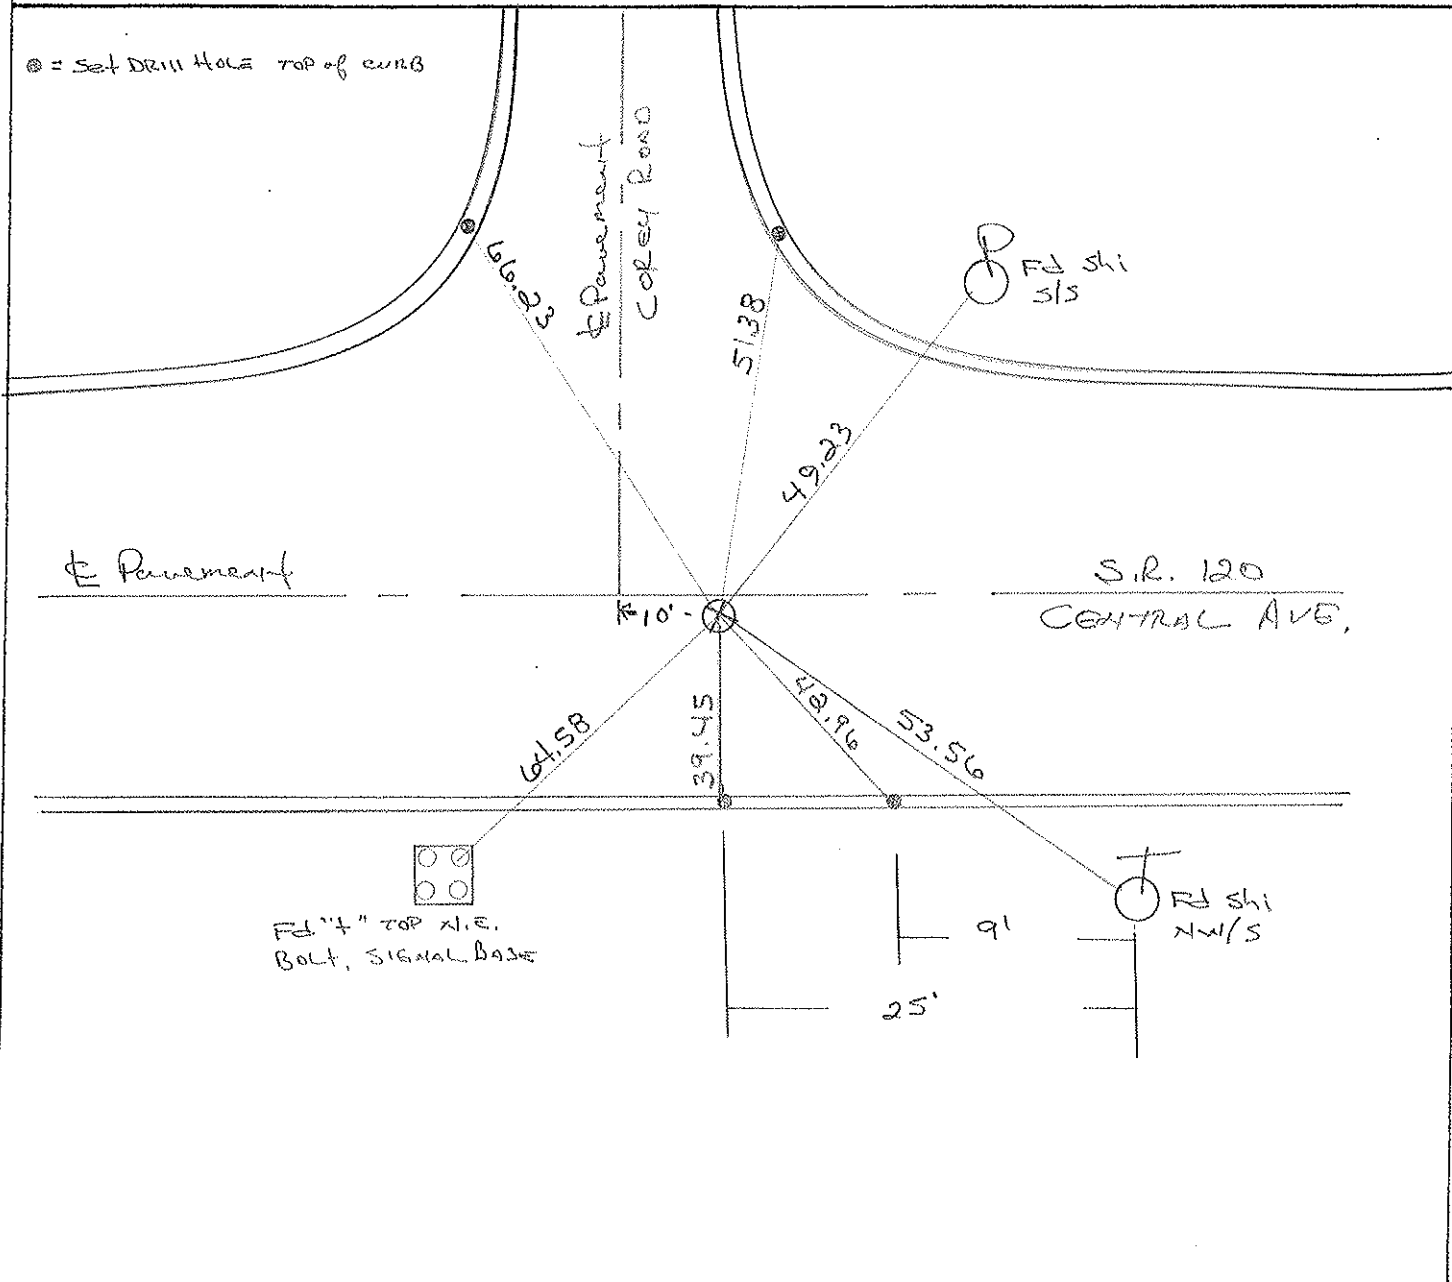 = Set DRILL HOLE TOP of CURB
℄ Pavement
COREY ROAD
66.23
51.38
P
Fd Shi
S/S
49.23
℄ Pavement
S.R. 120
CENTRAL AVE.
10'
64.58
39.45
42.96
53.56
T
Fd Shi
NW/S
Fd "+" TOP N.E.
BOLT, SIGNAL BASE
9'
25'